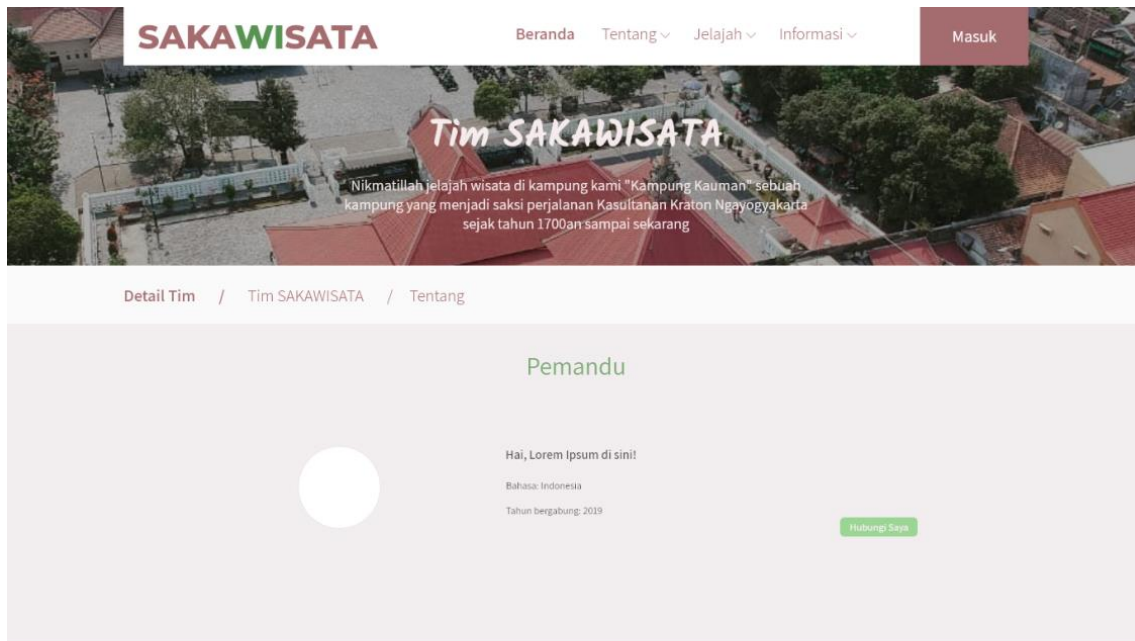 SAKAWISATA
Beranda Tentang Jelajah Informasi Masuk
Tim SAKAWISATA
Nikmatillah jelajah wisata di kampung kami "Kampung Kauman" sebuah
kampung yang menjadi saksi perjalanan Kasultanan Kraton Ngayogyakarta
sejak tahun 1700an sampai sekarang
Detail Tim / Tim SAKAWISATA / Tentang
Pemandu
Hai, Lorem Ipsum di sini!
Bahasa: Indonesia
Tahun bergabung: 2019
Hubungi Saya